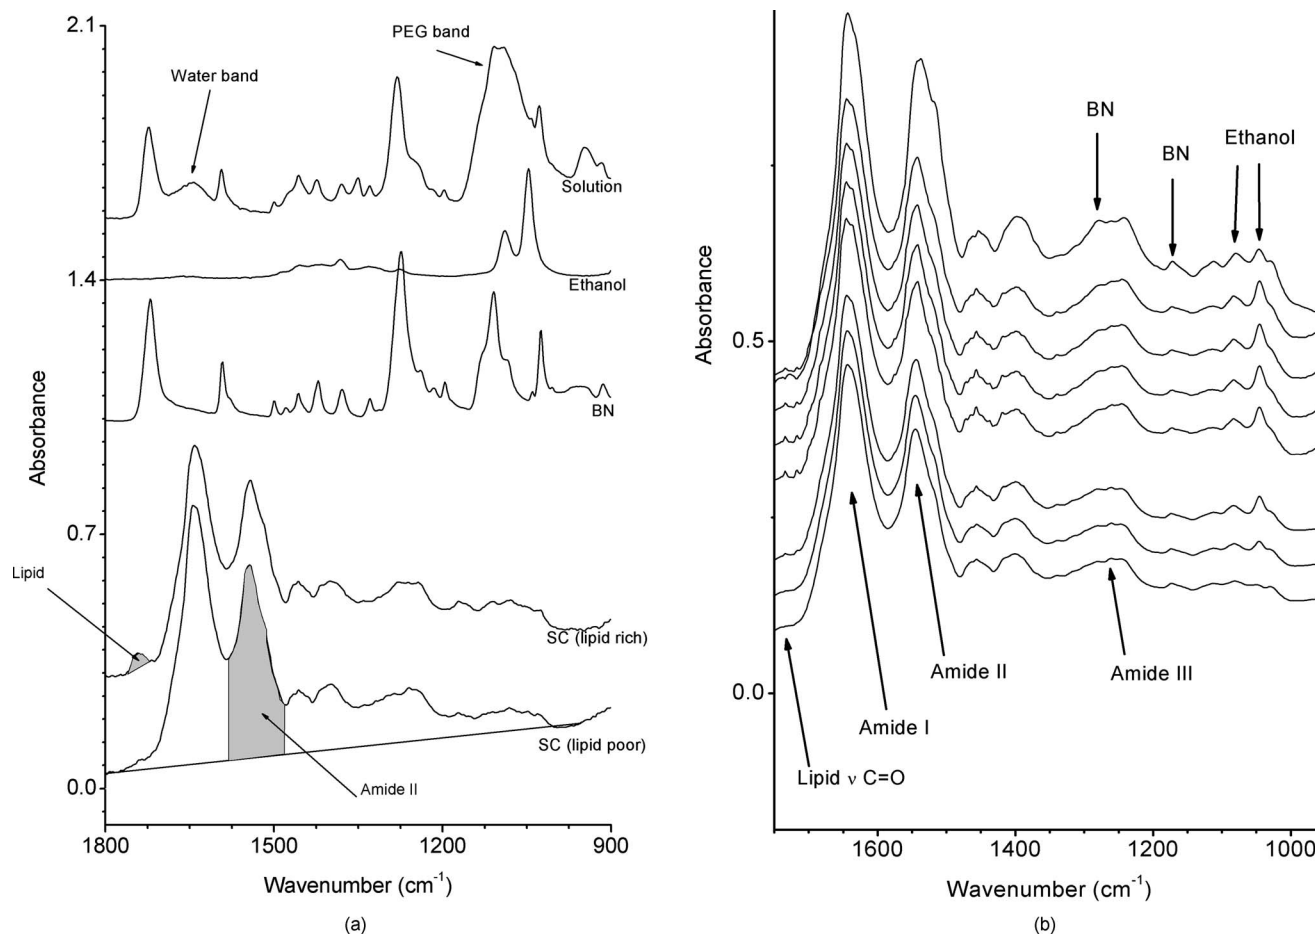 2.1
PEG band
Water band
Solution
1.4
Ethanol
BN
0.7
Lipid
SC (lipid rich)
SC (lipid poor)
Amide II
0.0
Absorbance
1800 1500 1200 900
Wavenumber (cm⁻¹)
(a)
BN
Ethanol
BN
0.5
Absorbance
Amide III
Amide II
0.0
Amide I
Lipid ν C=O
1600 1400 1200 1000
Wavenumber (cm⁻¹)
(b)